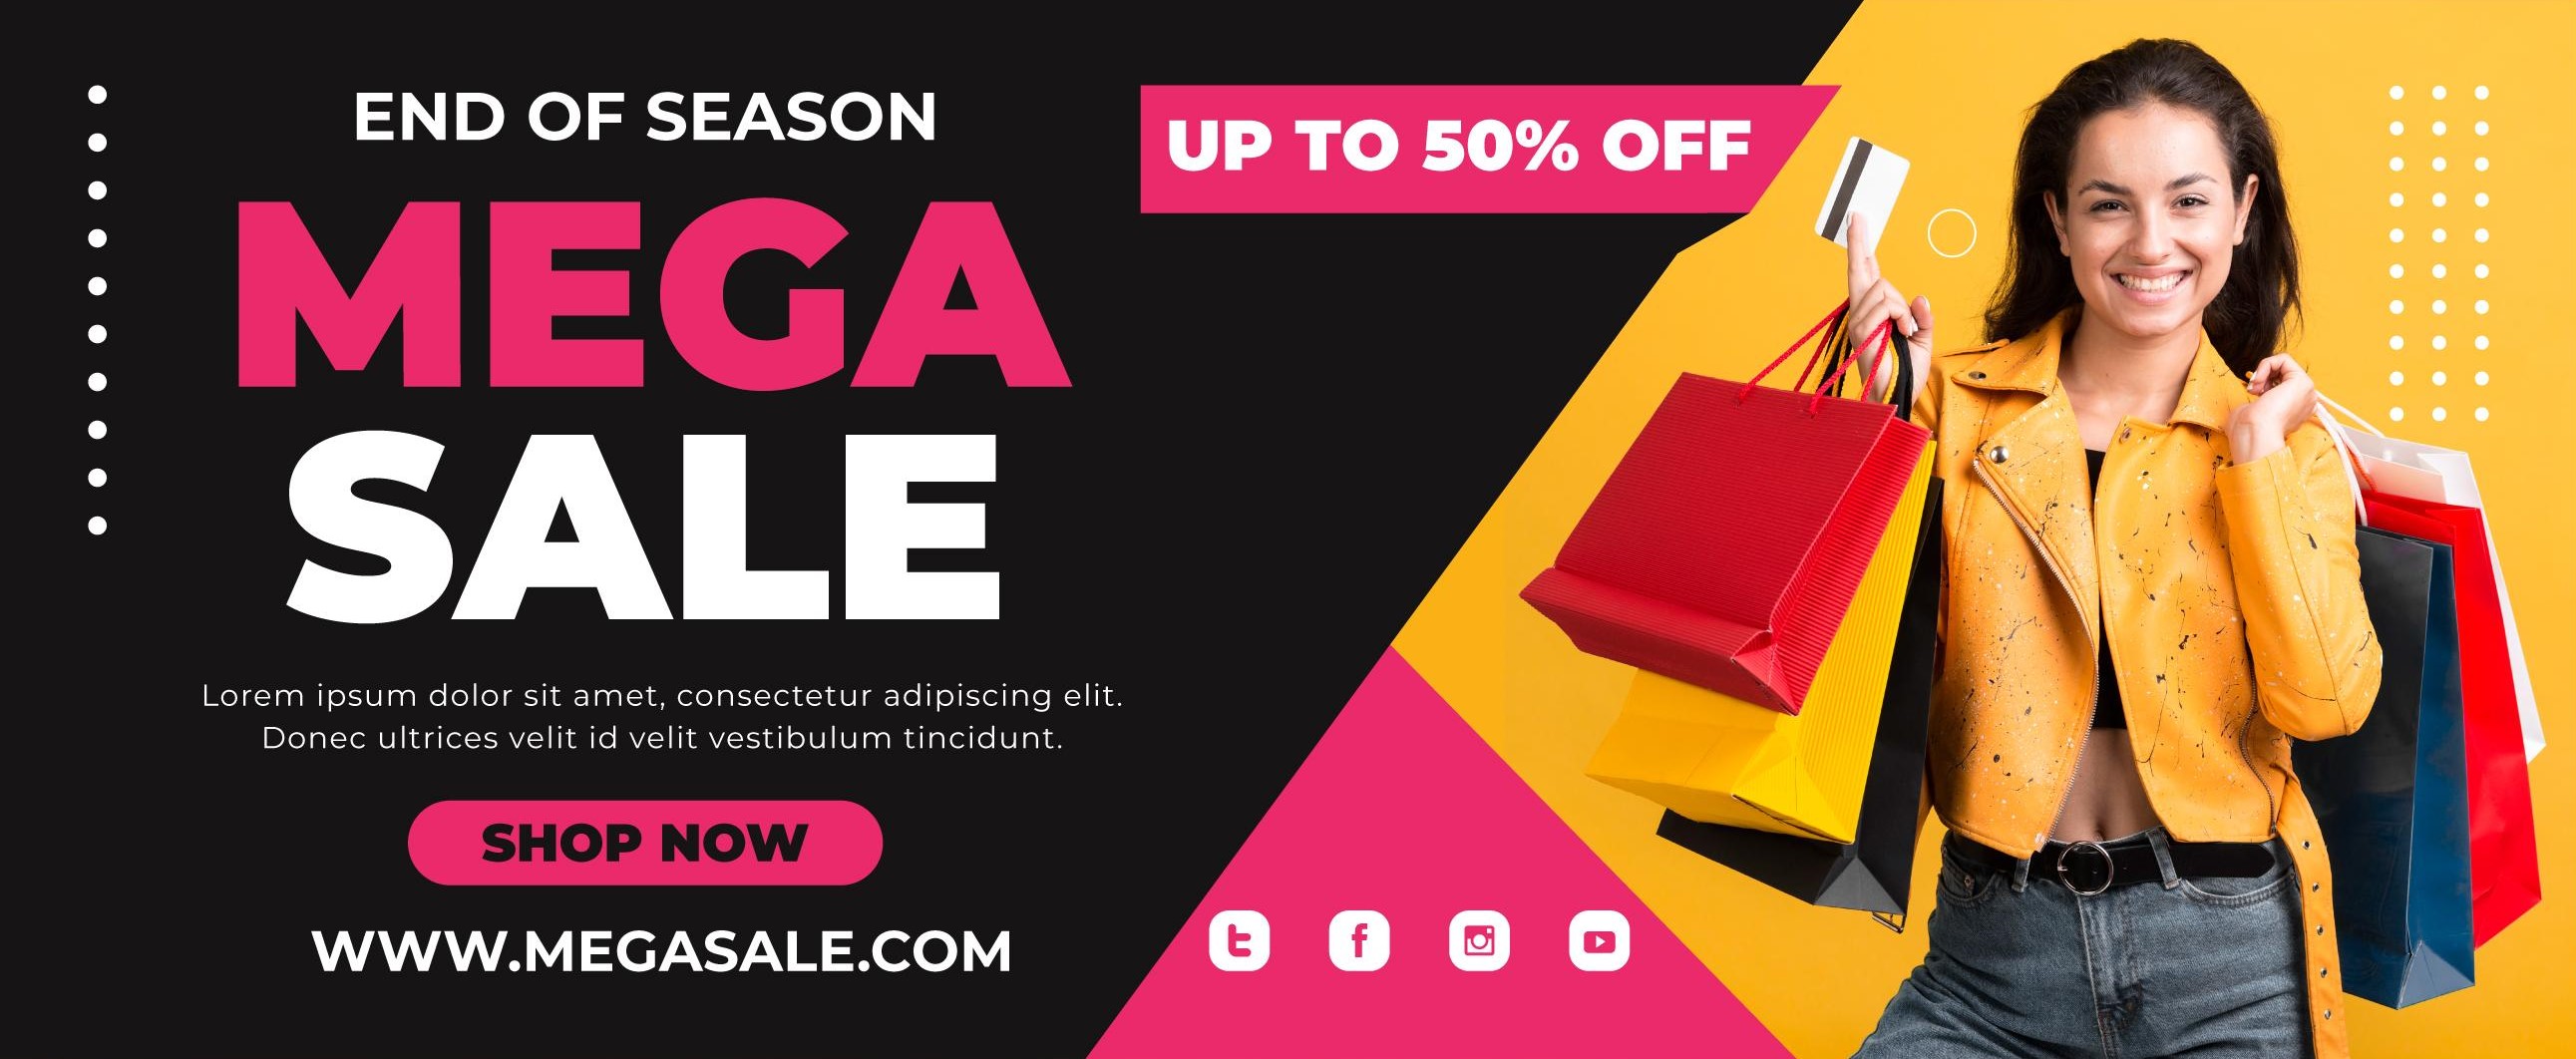 END OF SEASON
MEGA
SALE
Lorem ipsum dolor sit amet, consectetur adipiscing elit.
Donec ultrices velit id velit vestibulum tincidunt.
SHOP NOW
WWW.MEGASALE.COM
UP TO 50% OFF